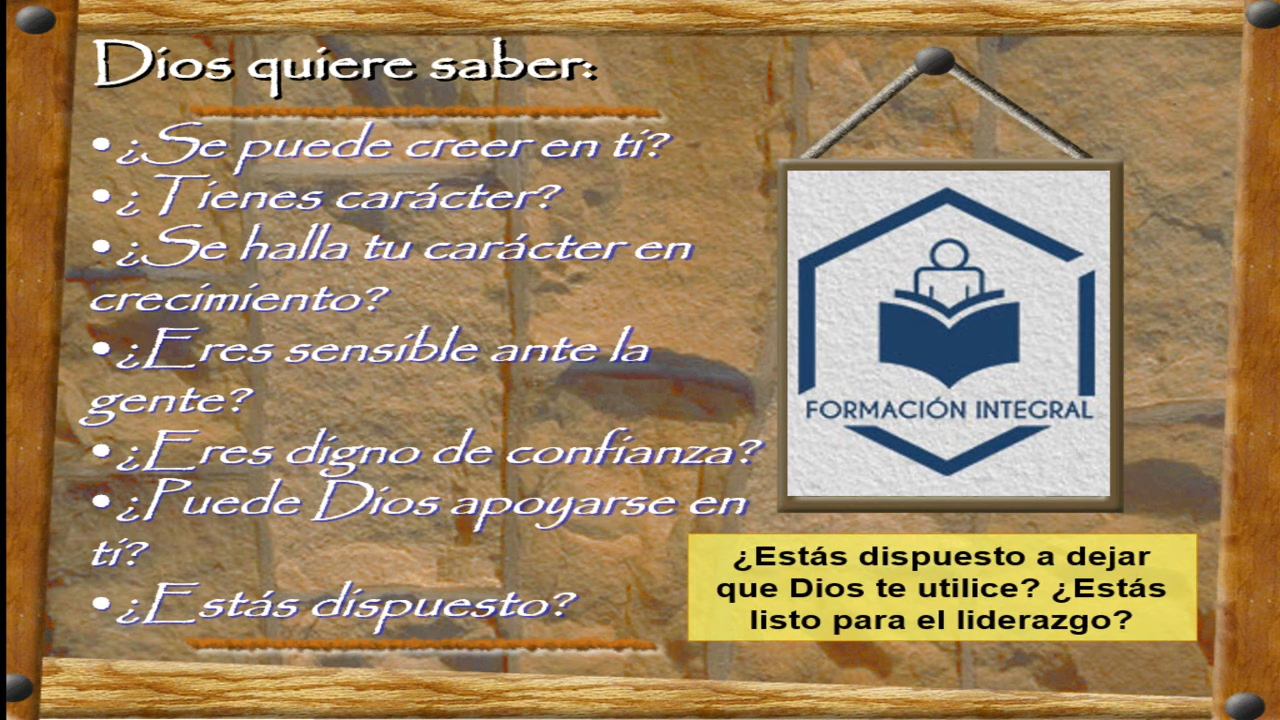 Dios quiere saber:
•¿Se puede creer en ti?
•¿Tienes carácter?
•¿Se halla tu carácter en
crecimiento?
•¿Eres sensible ante la
gente?
•¿Eres digno de confianza?
•¿Puede Dios apoyarse en
ti?
•¿Estás dispuesto?
FORMACIÓN INTEGRAL
¿Estás dispuesto a dejar
que Dios te utilice? ¿Estás
listo para el liderazgo?